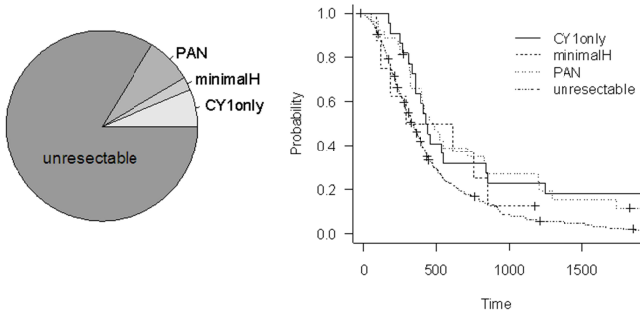 PAN
minimalH
CY1only
unresectable
Probability
1.0
0.8
0.6
0.4
0.2
0.0
CY1only
minimalH
PAN
unresectable
0 500 1000 1500
Time